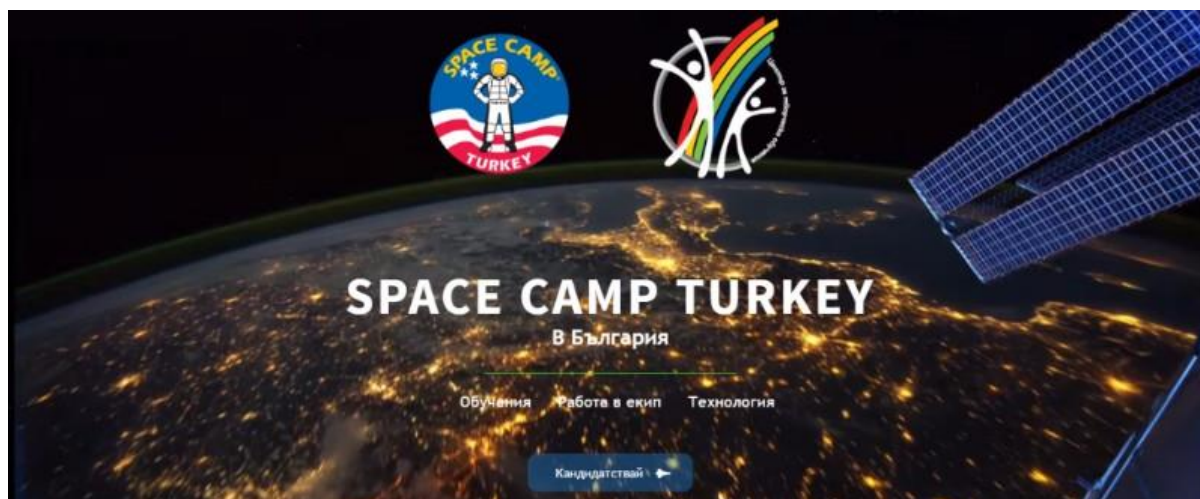 SPACE CAMP
TURKEY
SPACE CAMP TURKEY
В България
Обучения Работа в екип Технология
Кандидатствай